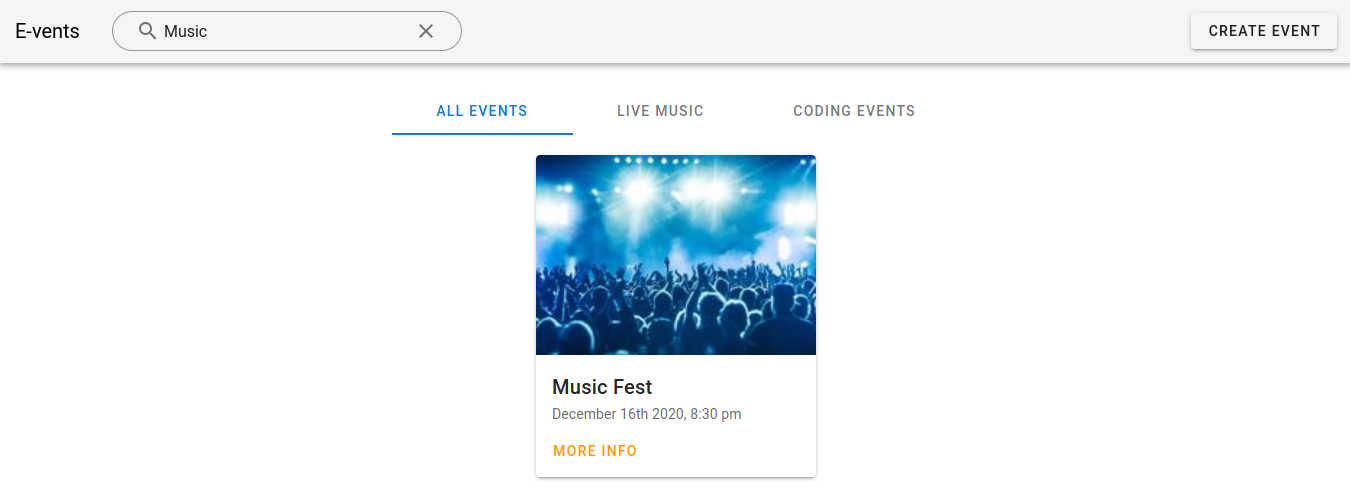 E-vents
Music
CREATE EVENT
ALL EVENTS
LIVE MUSIC
CODING EVENTS
Music Fest
December 16th 2020, 8:30 pm
MORE INFO